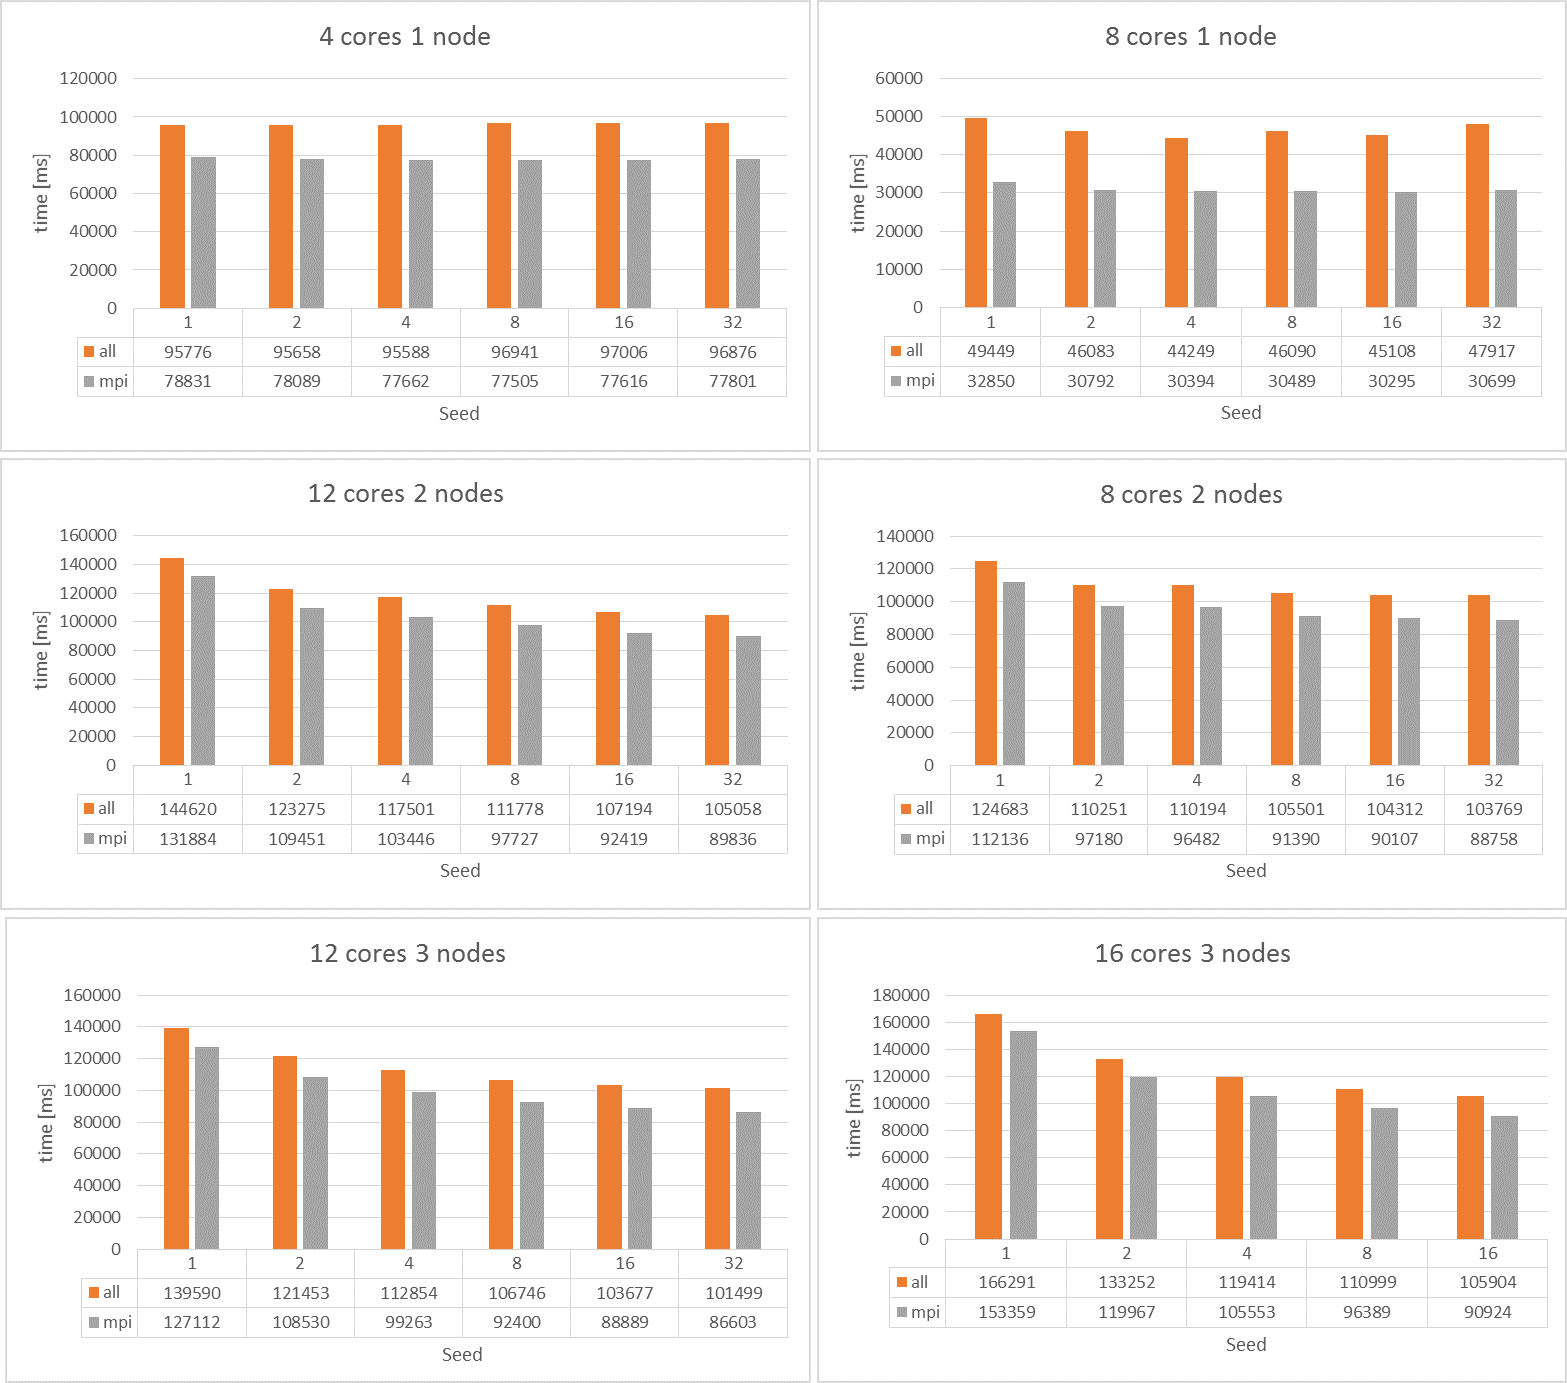 4 cores 1 node
120000
100000
80000
60000
40000
20000
0
time [ms]
1 2 4 8 16 32
all 95776 95658 95588 96941 97006 96876
mpi 78831 78089 77662 77505 77616 77801
Seed
8 cores 1 node
60000
50000
40000
30000
20000
10000
0
time [ms]
1 2 4 8 16 32
all 49449 46083 44249 46090 45108 47917
mpi 32850 30792 30394 30489 30295 30699
Seed
12 cores 2 nodes
160000
140000
120000
100000
80000
60000
40000
20000
0
time [ms]
1 2 4 8 16 32
all 144620 123275 117501 111778 107194 105058
mpi 131884 109451 103446 97727 92419 89836
Seed
8 cores 2 nodes
140000
120000
100000
80000
60000
40000
20000
0
time [ms]
1 2 4 8 16 32
all 124683 110251 110194 105501 104312 103769
mpi 112136 97180 96482 91390 90107 88758
Seed
12 cores 3 nodes
160000
140000
120000
100000
80000
60000
40000
20000
0
time [ms]
1 2 4 8 16 32
all 139590 121453 112854 106746 103677 101499
mpi 127112 108530 99263 92400 88889 86603
Seed
16 cores 3 nodes
180000
160000
140000
120000
100000
80000
60000
40000
20000
0
time [ms]
1 2 4 8 16
all 166291 133252 119414 110999 105904
mpi 153359 119967 105553 96389 90924
Seed